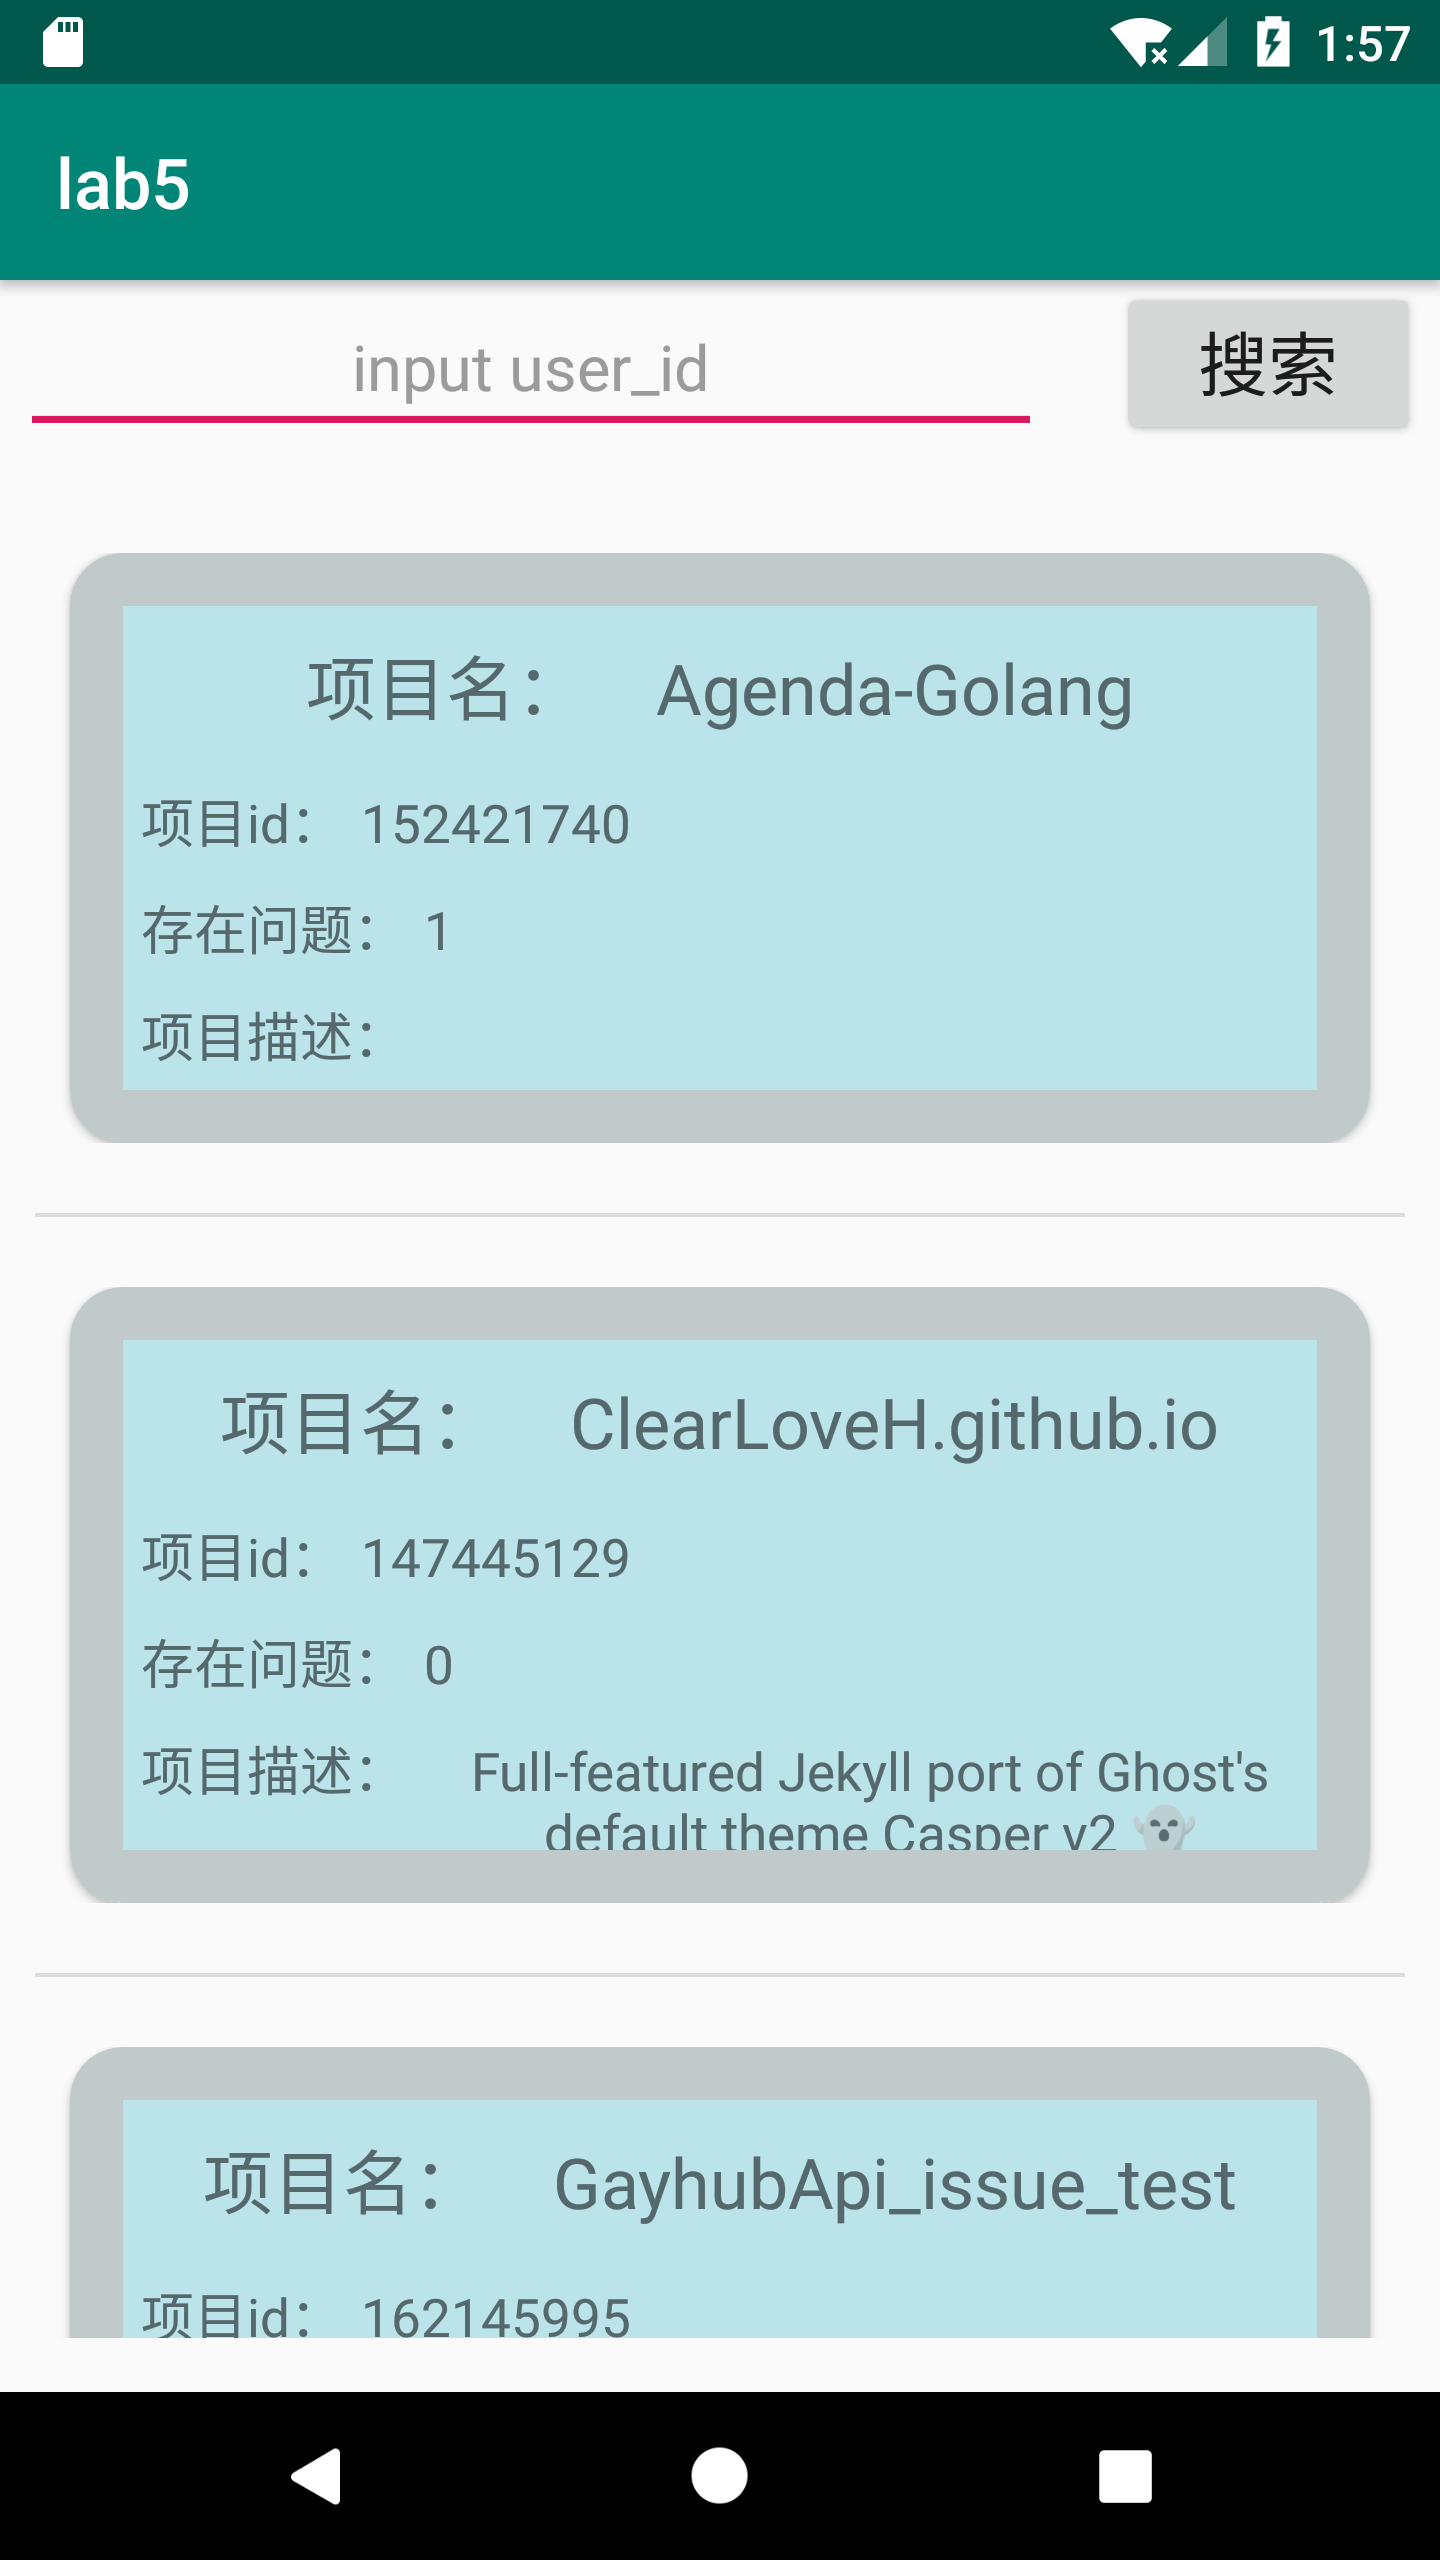 1:57
lab5
input user_id
搜索
项目名： Agenda-Golang
项目id： 152421740
存在问题： 1
项目描述：
项目名： ClearLoveH.github.io
项目id： 147445129
存在问题： 0
项目描述： Full-featured Jekyll port of Ghost's
default theme Casper v2 👻
项目名： GayhubApi_issue_test
项目id： 162145995